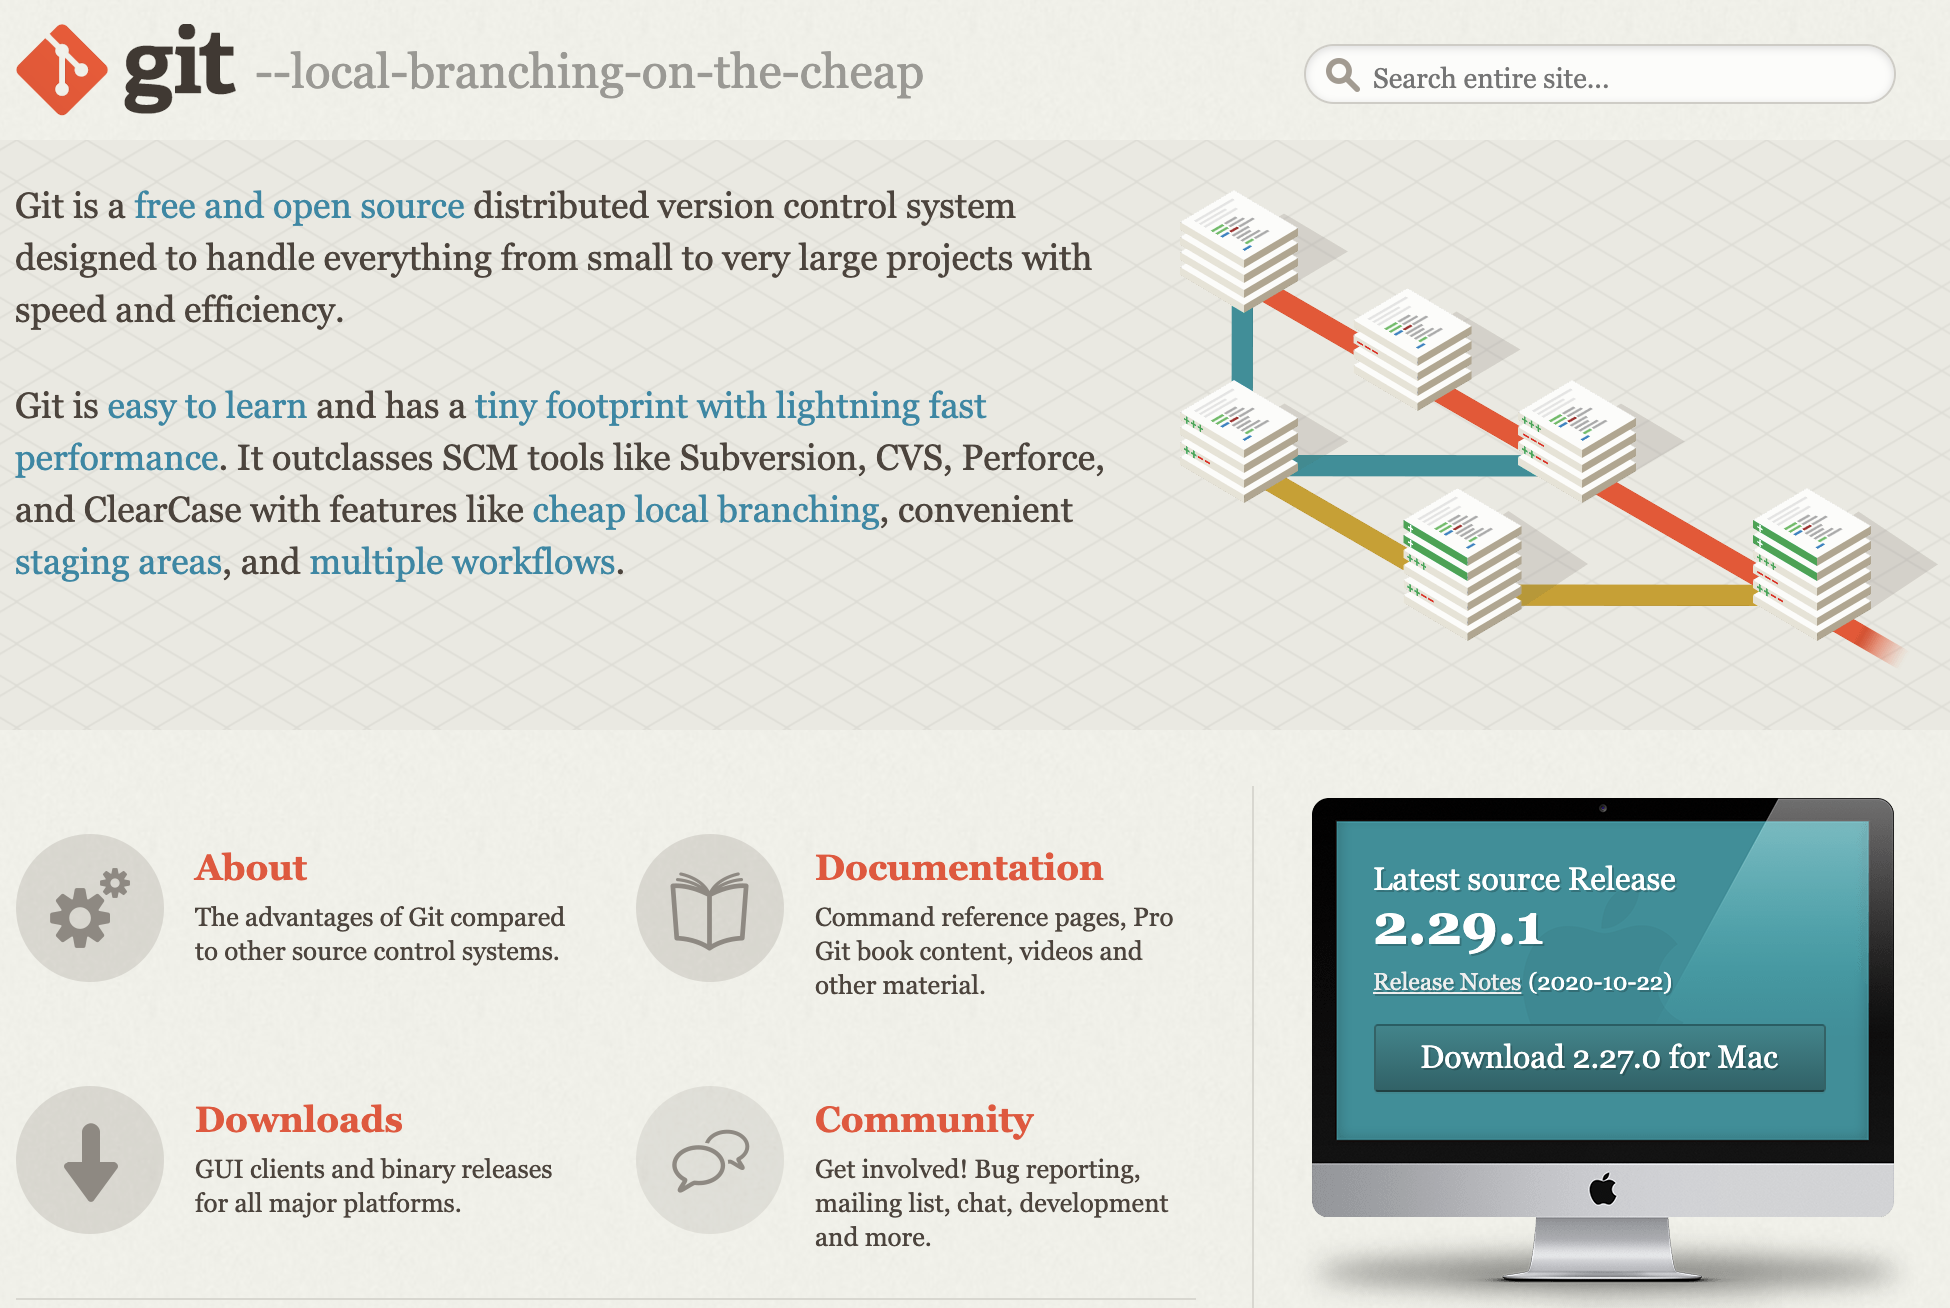 git --local-branching-on-the-cheap
Search entire site...
Git is a free and open source distributed version control system
designed to handle everything from small to very large projects with
speed and efficiency.
Git is easy to learn and has a tiny footprint with lightning fast
performance. It outclasses SCM tools like Subversion, CVS, Perforce,
and ClearCase with features like cheap local branching, convenient
staging areas, and multiple workflows.
About
The advantages of Git compared
to other source control systems.
Documentation
Command reference pages, Pro
Git book content, videos and
other material.
Downloads
GUI clients and binary releases
for all major platforms.
Community
Get involved! Bug reporting,
mailing list, chat, development
and more.
Latest source Release
2.29.1
Release Notes (2020-10-22)
Download 2.27.0 for Mac